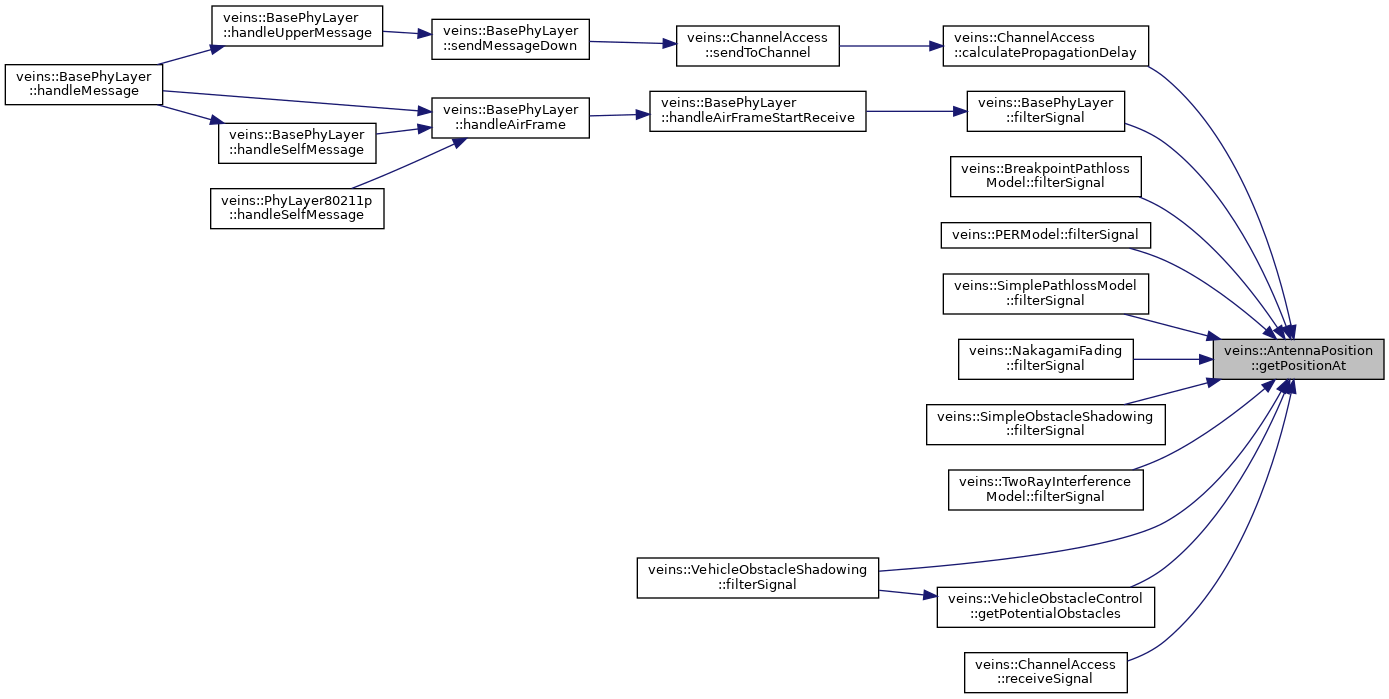 veins::BasePhyLayer
::handleMessage
veins::BasePhyLayer
::handleUpperMessage
veins::BasePhyLayer
::handleSelfMessage
veins::PhyLayer80211p
::handleSelfMessage
veins::BasePhyLayer
::sendMessageDown
veins::BasePhyLayer
::handleAirFrame
veins::ChannelAccess
::sendToChannel
veins::BasePhyLayer
::handleAirFrameStartReceive
veins::VehicleObstacleShadowing
::filterSignal
veins::ChannelAccess
::calculatePropagationDelay
veins::BasePhyLayer
::filterSignal
veins::BreakpointPathloss
Model::filterSignal
veins::PERModel::filterSignal
veins::SimplePathlossModel
::filterSignal
veins::NakagamiFading
::filterSignal
veins::SimpleObstacleShadowing
::filterSignal
veins::TwoRayInterference
Model::filterSignal
veins::VehicleObstacleControl
::getPotentialObstacles
veins::ChannelAccess
::receiveSignal
veins::AntennaPosition
::getPositionAt